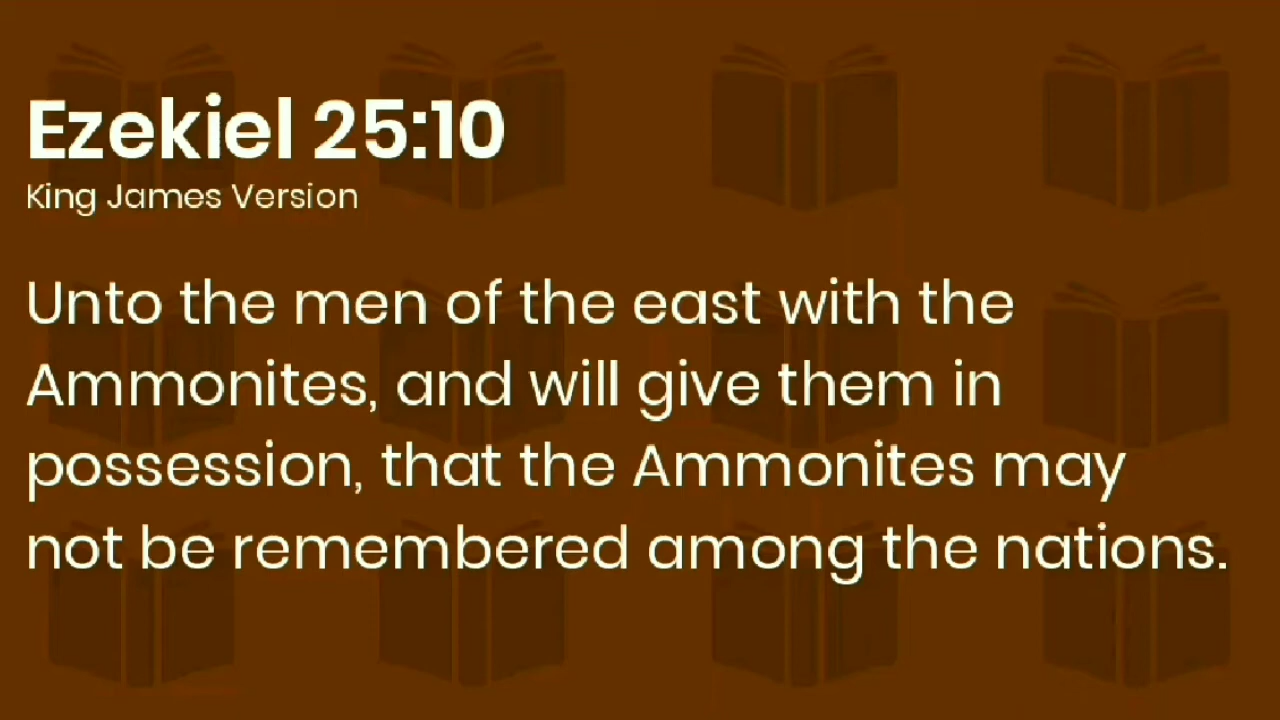 Ezekiel 25:10
King James Version
Unto the men of the east with the
Ammonites, and will give them in
possession, that the Ammonites may
not be remembered among the nations.